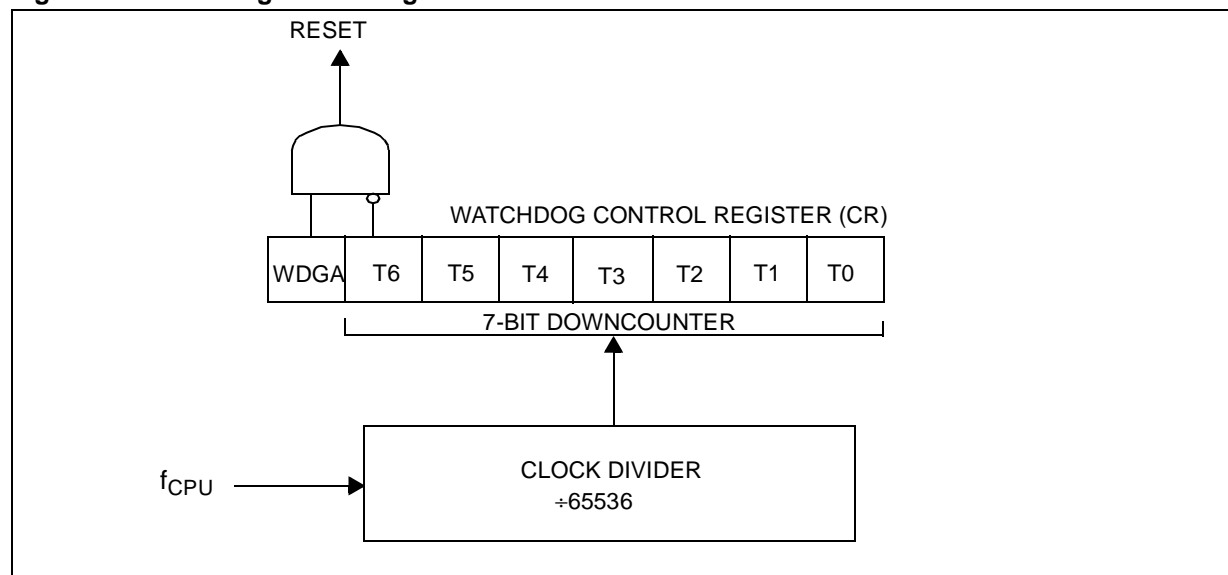 RESET
WATCHDOG CONTROL REGISTER (CR)
WDGA T6 T5 T4 T3 T2 T1 T0
7-BIT DOWNCOUNTER
fCPU
CLOCK DIVIDER
÷65536